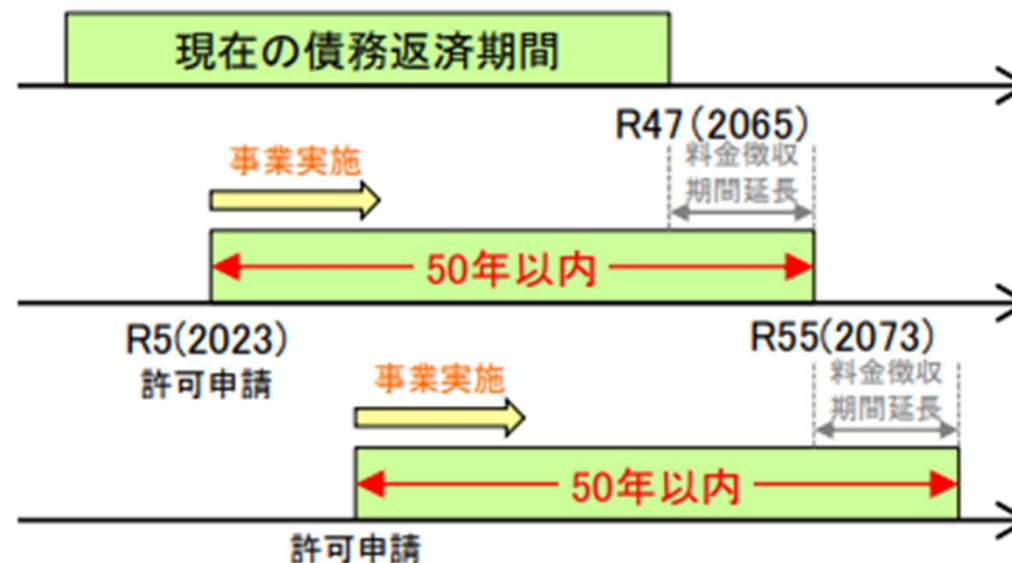 現在の債務返済期間
R47(2065)
事業実施
料金徴収
期間延長
50年以内
R5(2023)
許可申請
R55(2073)
事業実施
料金徴収
期間延長
50年以内
許可申請